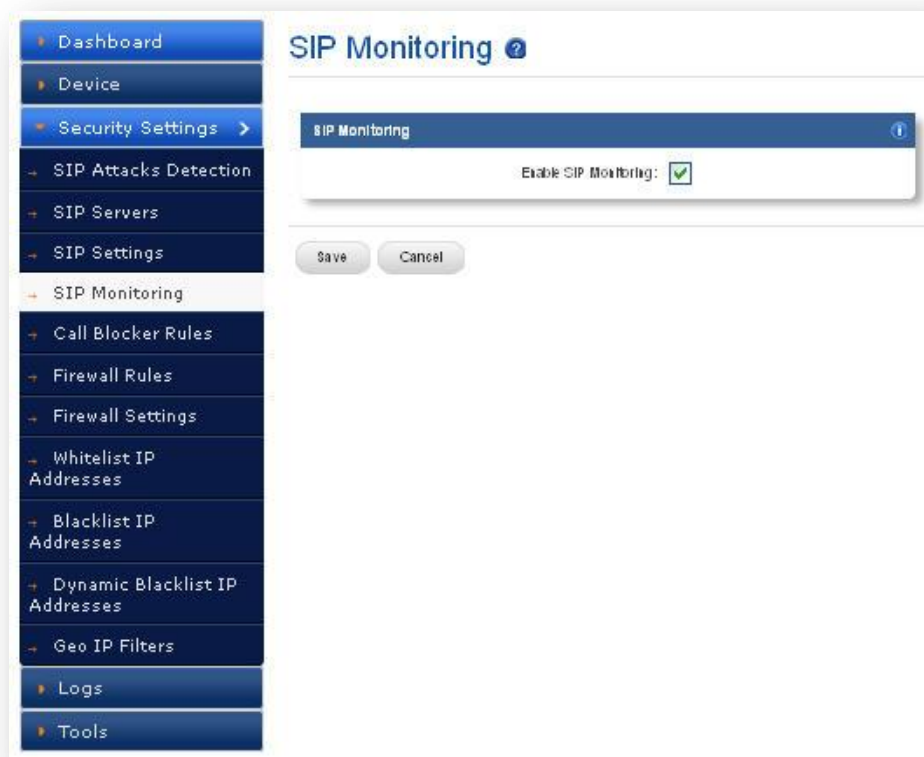 Dashboard
Device
Security Settings
SIP Attacks Detection
SIP Servers
SIP Settings
SIP Monitoring
Call Blocker Rules
Firewall Rules
Firewall Settings
Whitelist IP
Addresses
Blacklist IP
Addresses
Dynamic Blacklist IP
Addresses
Geo IP Filters
Logs
Tools
SIP Monitoring
SIP Monitoring
Enable SIP Monitoring:
Save
Cancel